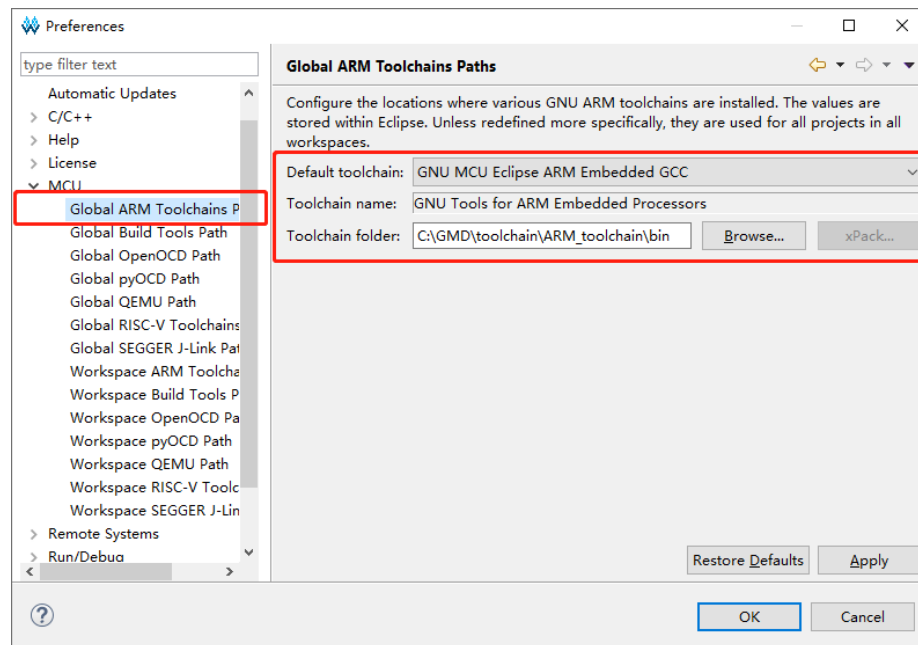 Preferences
type filter text
Automatic Updates
C/C++
Help
License
MCU
Global ARM Toolchains P
Global Build Tools Path
Global OpenOCD Path
Global pyOCD Path
Global QEMU Path
Global RISC-V Toolchains
Global SEGGER J-Link Pat
Workspace ARM Toolcha
Workspace Build Tools P
Workspace OpenOCD Pa
Workspace pyOCD Path
Workspace QEMU Path
Workspace RISC-V Toolc
Workspace SEGGER J-Lin
Remote Systems
Run/Debug
Global ARM Toolchains Paths
Configure the locations where various GNU ARM toolchains are installed. The values are
stored within Eclipse. Unless redefined more specifically, they are used for all projects in all
workspaces.
Default toolchain: GNU MCU Eclipse ARM Embedded GCC
Toolchain name: GNU Tools for ARM Embedded Processors
Toolchain folder: C:\GMD\toolchain\ARM_toolchain\bin Browse... xPack...
Restore Defaults Apply
? OK Cancel